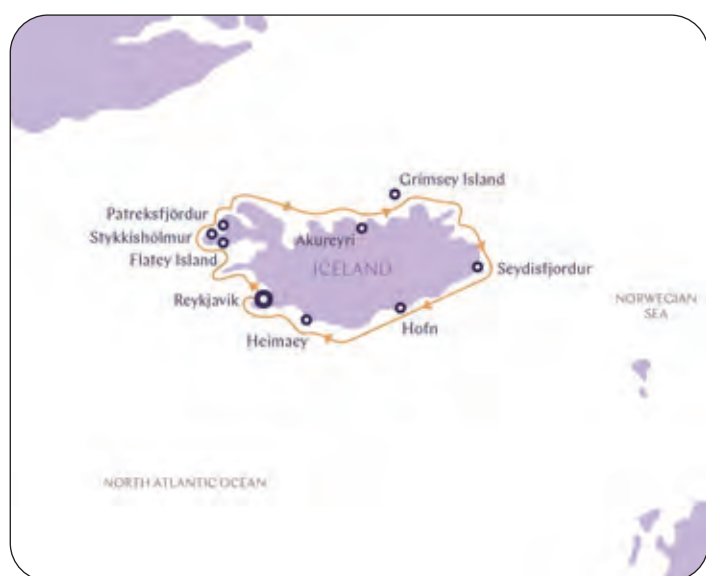 Grimsey Island
Patreksfjördur
Stykkishólmur
Akureyri
Flatey Island
ICELAND
Seydisfjordur
Reykjavik
NORWEGIAN
SEA
Hofn
Heimaey
NORTH ATLANTIC OCEAN